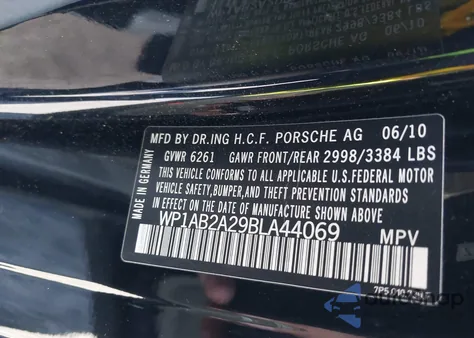 MFD BY DR.ING H.C.F. PORSCHE AG 06/10
GVWR 6261 GAWR FRONT/REAR 2998/3384 LBS
THIS VEHICLE CONFORMS TO ALL APPLICABLE U.S.FEDERAL MOTOR
VEHICLE SAFETY,BUMPER,AND THEFT PREVENTION STANDARDS
IN EFFECT ON THE DATE OF MANUFACTURE SHOWN ABOVE.
WP1AB2A29BLA44069 MPV
GERMANY